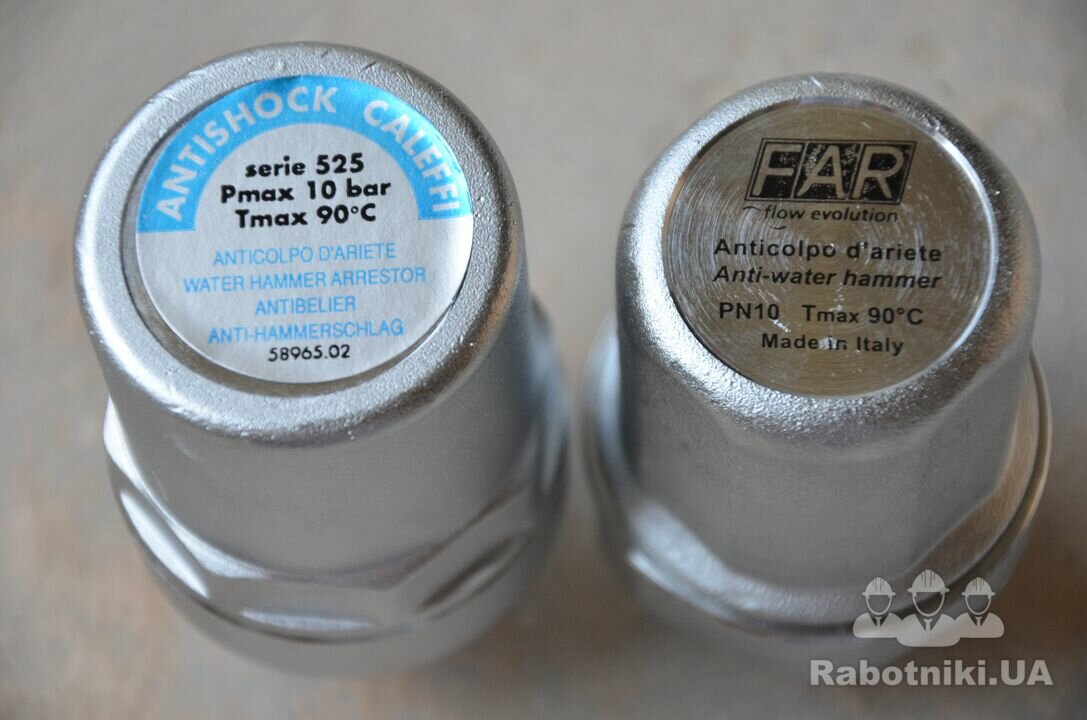 ANTISHOCK CALEFFI
serie 525
Pmax 10 bar
Tmax 90°C
ANTICOLPO D'ARIETE
WATER HAMMER ARRESTOR
ANTIBELIER
ANTI-HAMMERSCHLAG
58965.02
FAR
flow evolution
Anticolpo d'ariete
Anti-water hammer
PN10 Tmax 90°C
Made in Italy
Rabotniki.UA